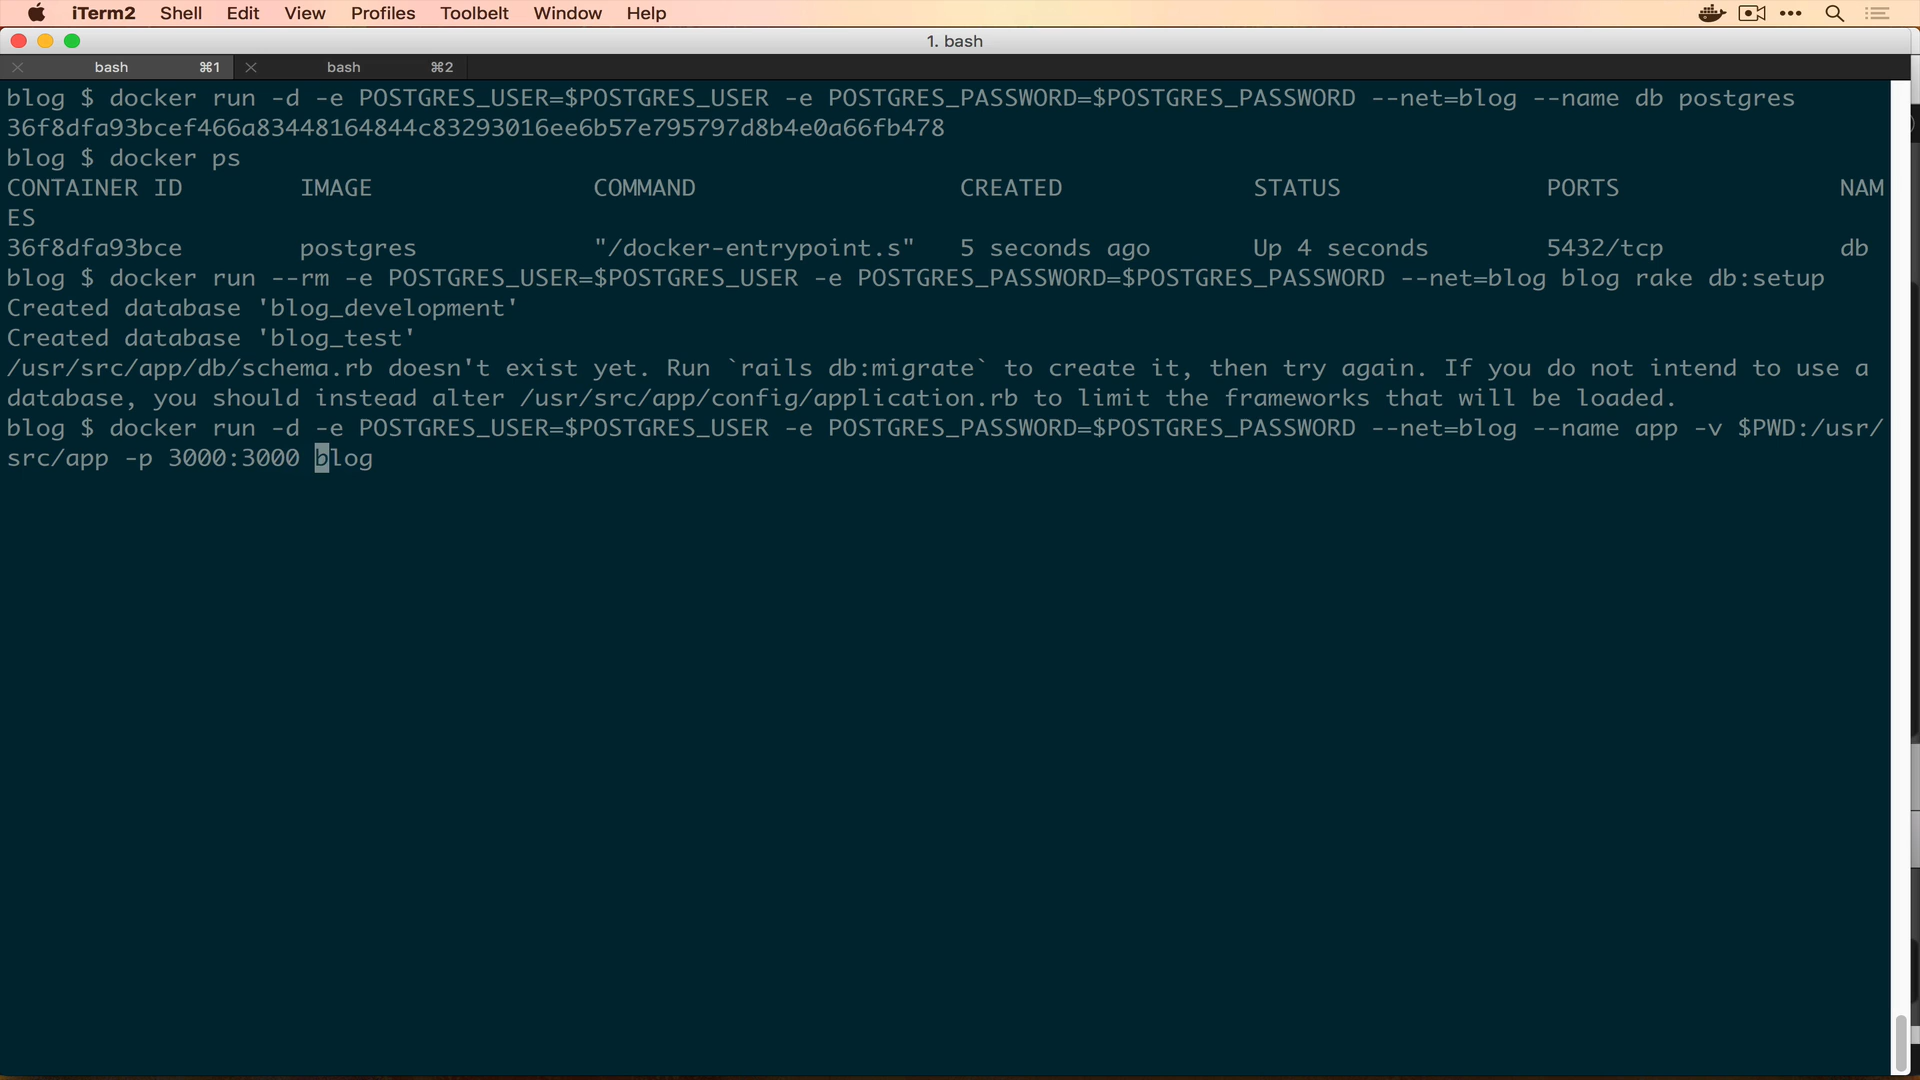 iTerm2 Shell Edit View Profiles Toolbelt Window Help
1. bash
bash ⌘1 bash ⌘2
blog $ docker run -d -e POSTGRES_USER=$POSTGRES_USER -e POSTGRES_PASSWORD=$POSTGRES_PASSWORD --net=blog --name db postgres
36f8dfa93bcef466a83448164844c83293016ee6b57e795797d8b4e0a66fb478
blog $ docker ps
CONTAINER ID IMAGE COMMAND CREATED STATUS PORTS NAM
ES
36f8dfa93bce postgres "/docker-entrypoint.s" 5 seconds ago Up 4 seconds 5432/tcp db
blog $ docker run --rm -e POSTGRES_USER=$POSTGRES_USER -e POSTGRES_PASSWORD=$POSTGRES_PASSWORD --net=blog blog rake db:setup
Created database 'blog_development'
Created database 'blog_test'
/usr/src/app/db/schema.rb doesn't exist yet. Run `rails db:migrate` to create it, then try again. If you do not intend to use a
database, you should instead alter /usr/src/app/config/application.rb to limit the frameworks that will be loaded.
blog $ docker run -d -e POSTGRES_USER=$POSTGRES_USER -e POSTGRES_PASSWORD=$POSTGRES_PASSWORD --net=blog --name app -v $PWD:/usr/
src/app -p 3000:3000 blog